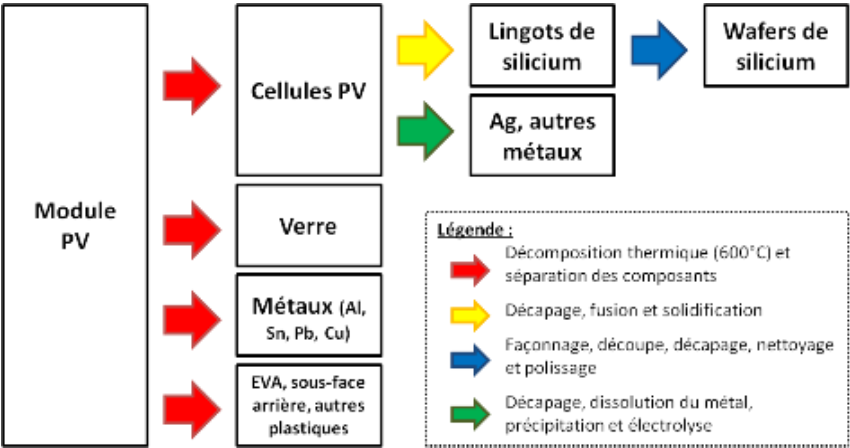 Module
PV
Cellules PV
Lingots de
silicium
Wafers de
silicium
Ag, autres
métaux
Verre
Métaux (Al,
Sn, Pb, Cu)
EVA, sous-face
arrière, autres
plastiques
Légende :
Décomposition thermique (600°C) et
séparation des composants
Décapage, fusion et solidification
Façonnage, découpe, décapage, nettoyage
et polissage
Décapage, dissolution du métal,
précipitation et électrolyse